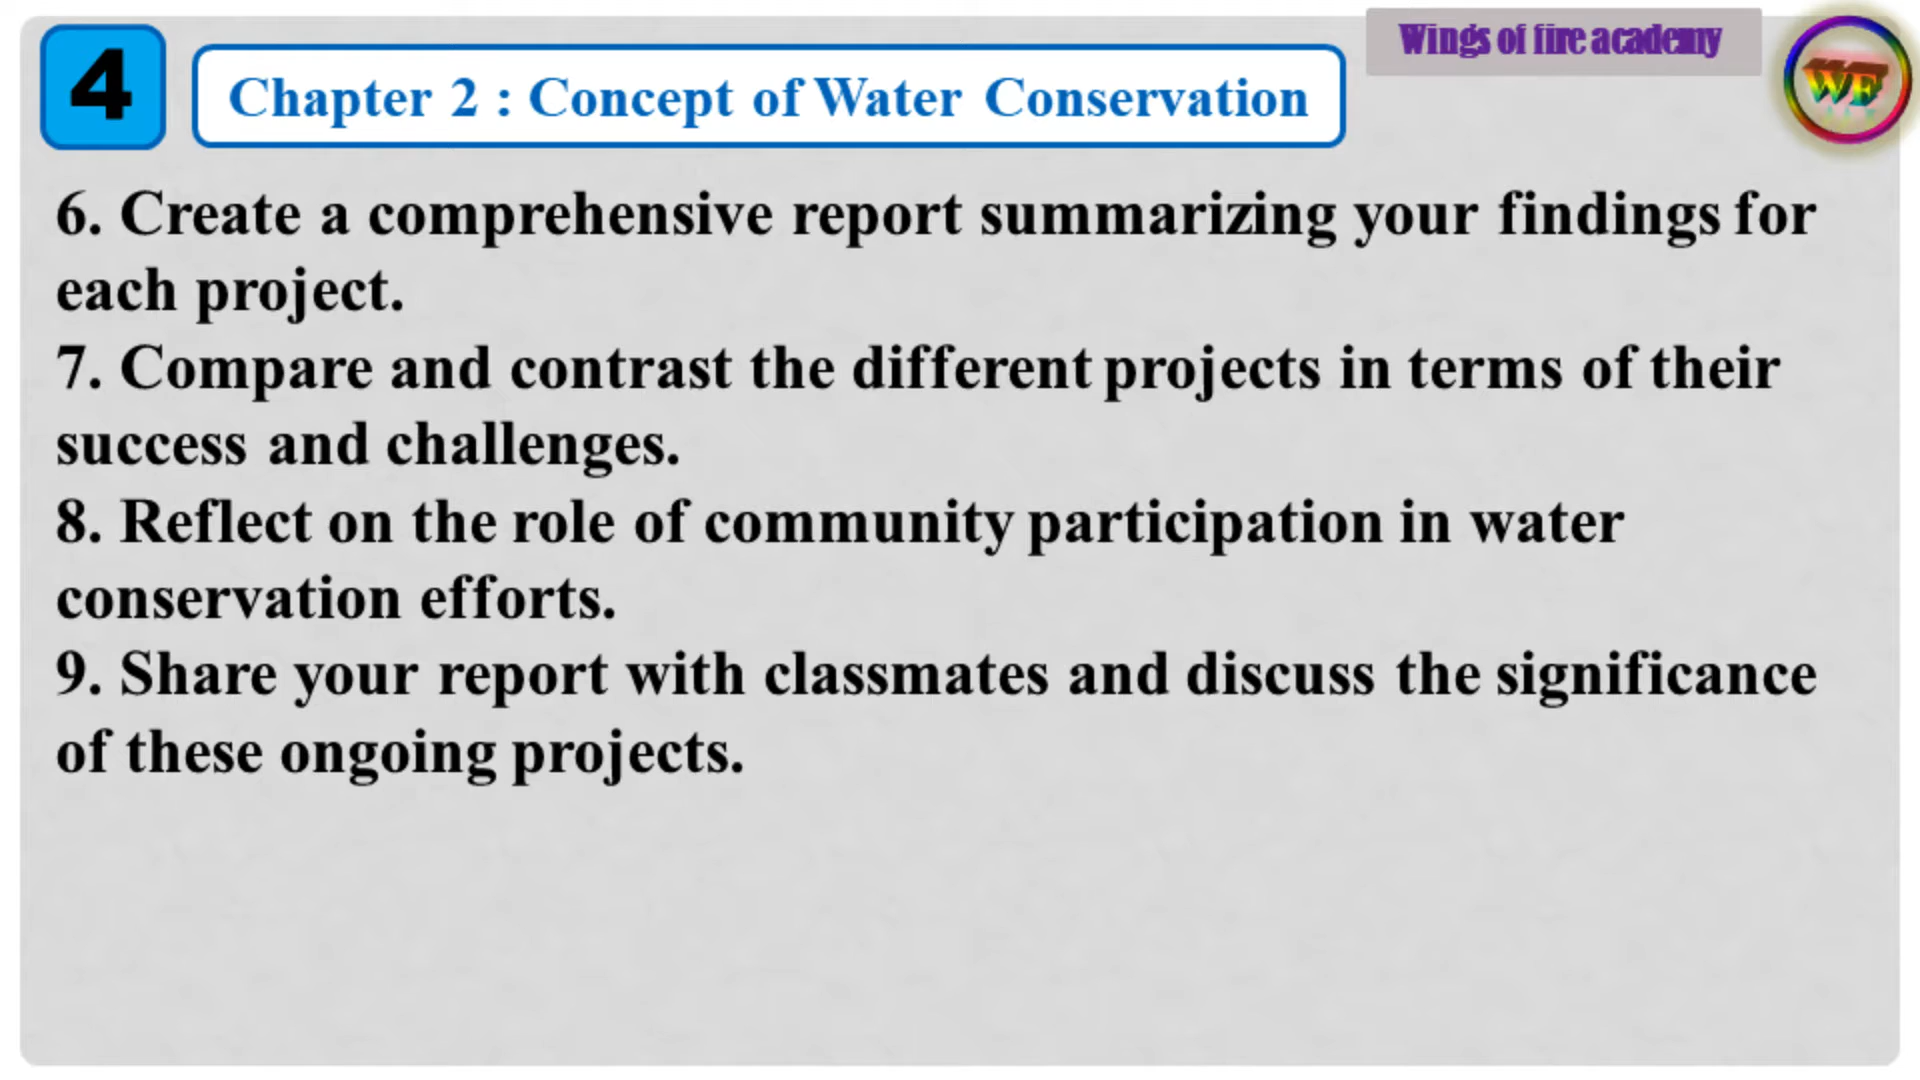 4
Chapter 2 : Concept of Water Conservation
Wings of fire academy
WF
6. Create a comprehensive report summarizing your findings for
each project.
7. Compare and contrast the different projects in terms of their
success and challenges.
8. Reflect on the role of community participation in water
conservation efforts.
9. Share your report with classmates and discuss the significance
of these ongoing projects.